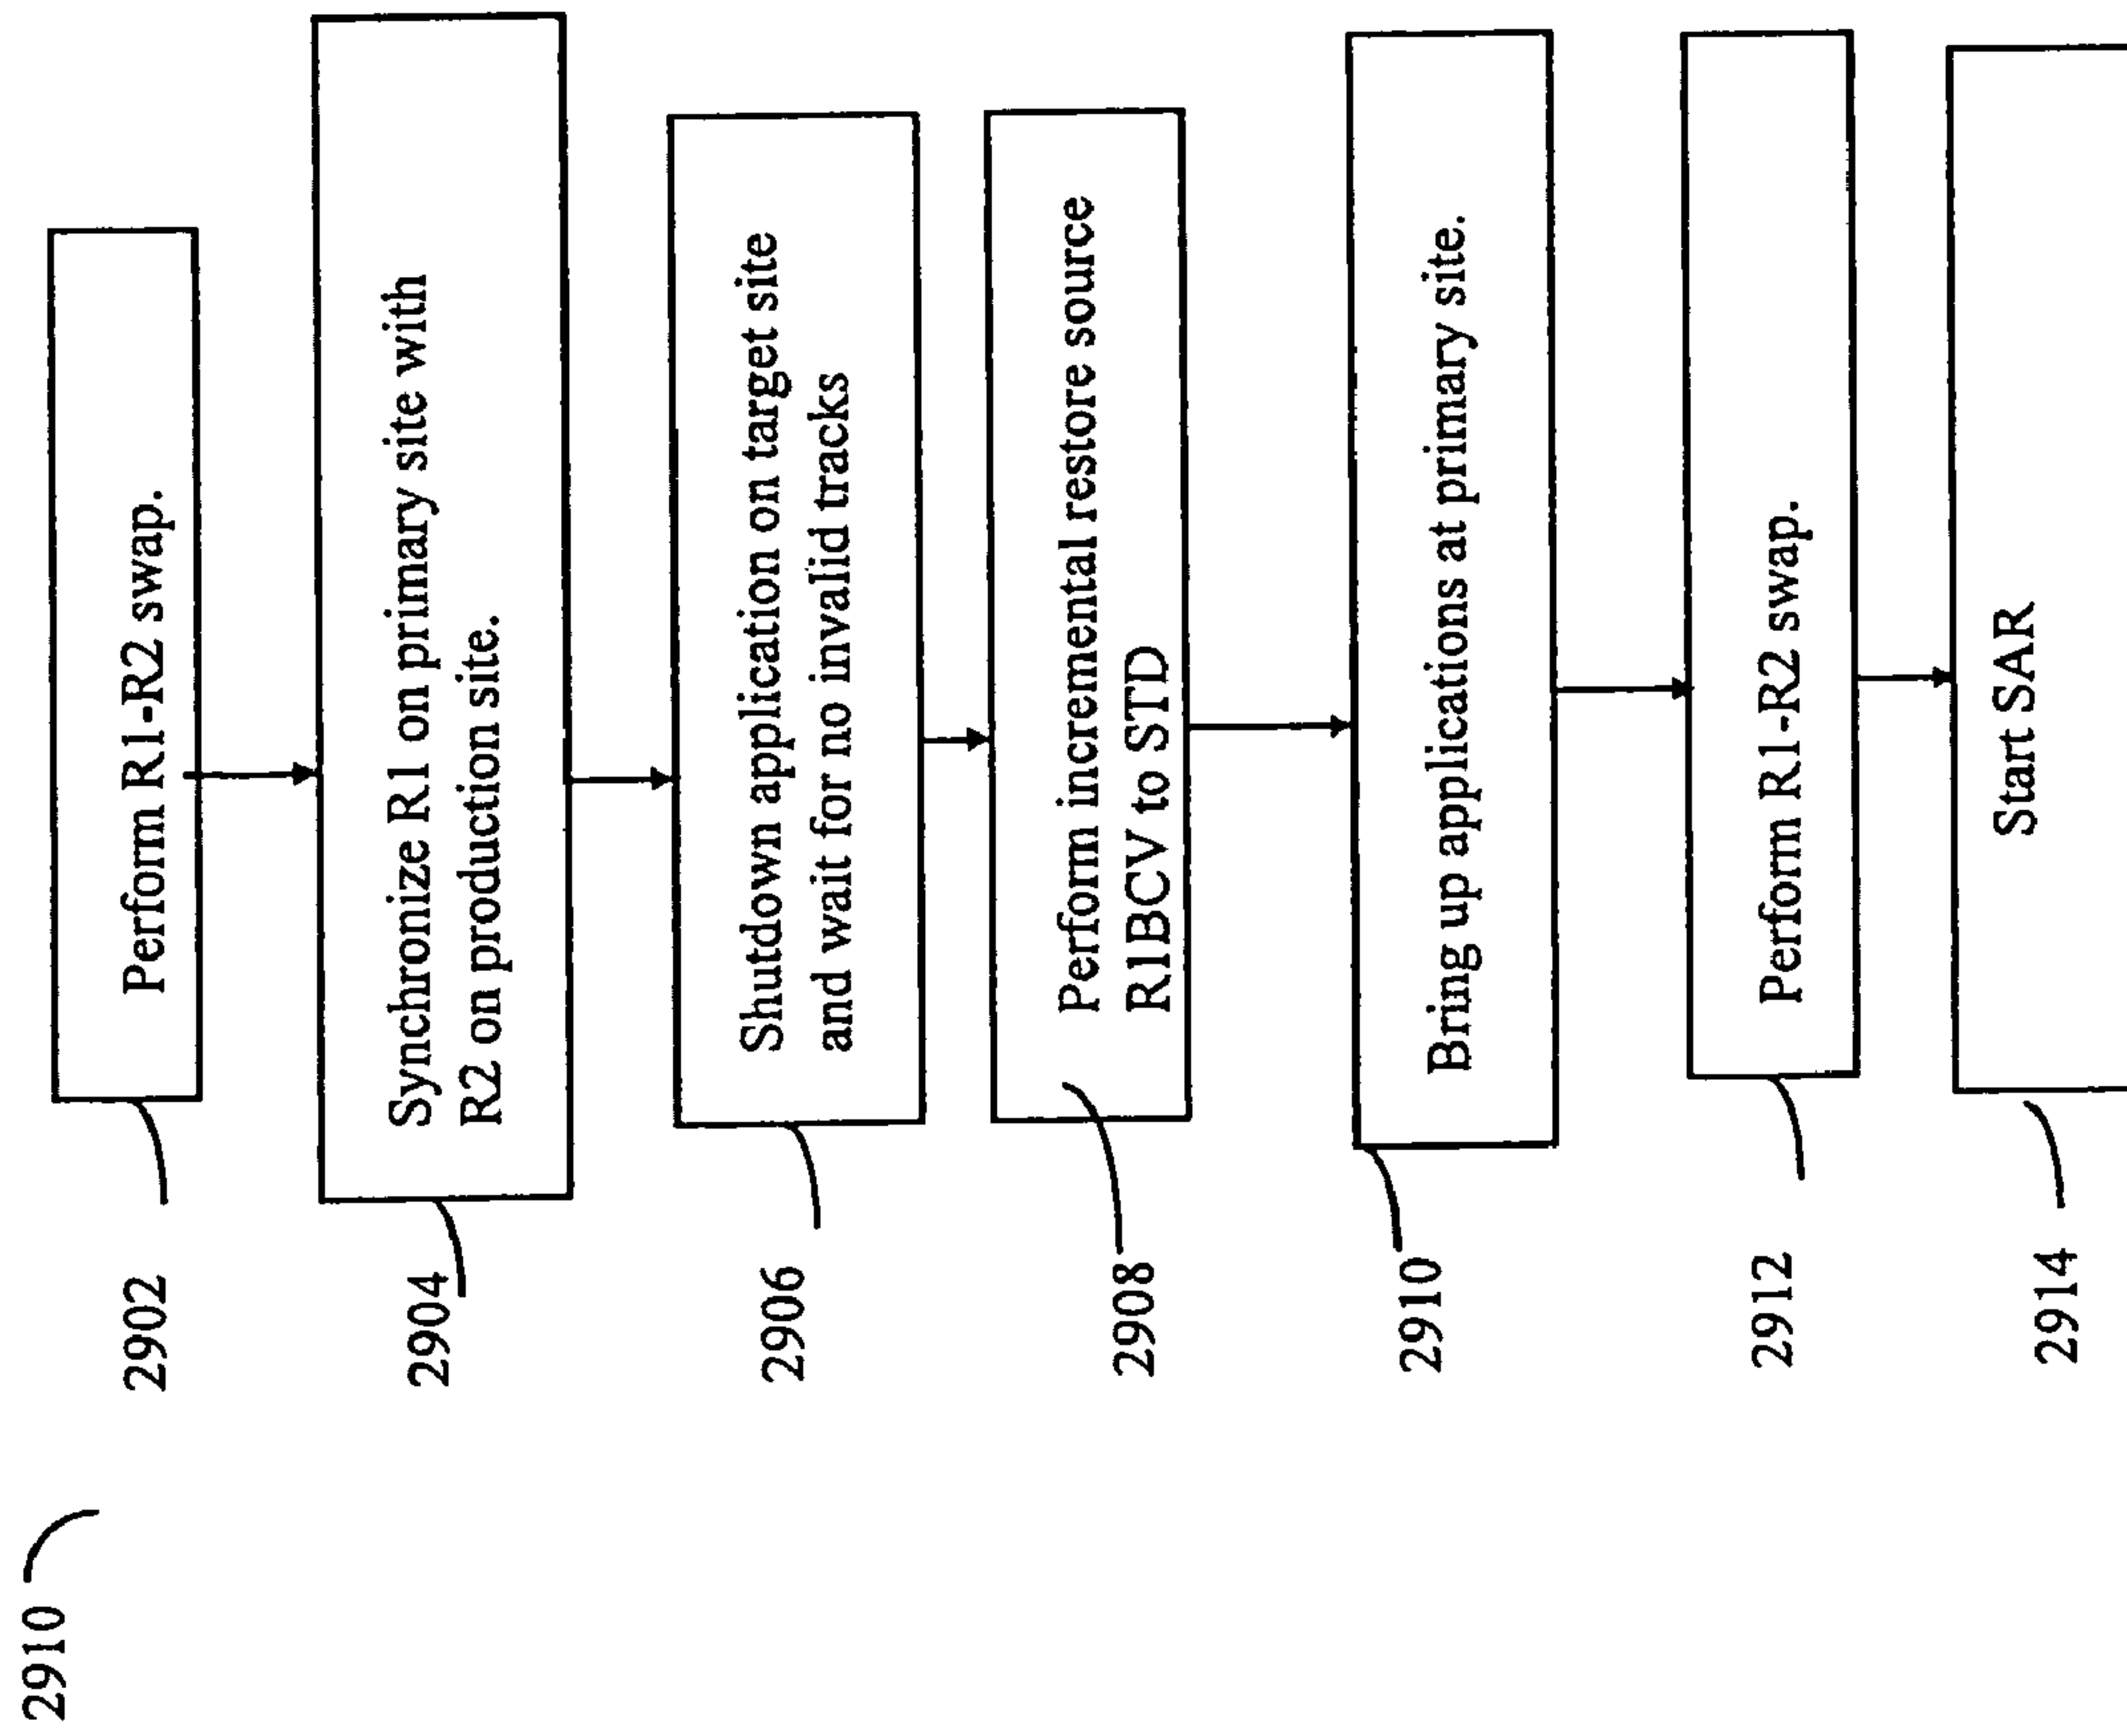 2910
2902
Perform R1-R2 swap.
2904
Synchronize R1 on primary site with
R2 on production site.
2906
Shutdown application on target site
and wait for no invalid tracks
2908
Perform incremental restore source
R1BCV to STD
2910
Bring up applications at primary site.
2912
Perform R1-R2 swap.
2914
Start SAR